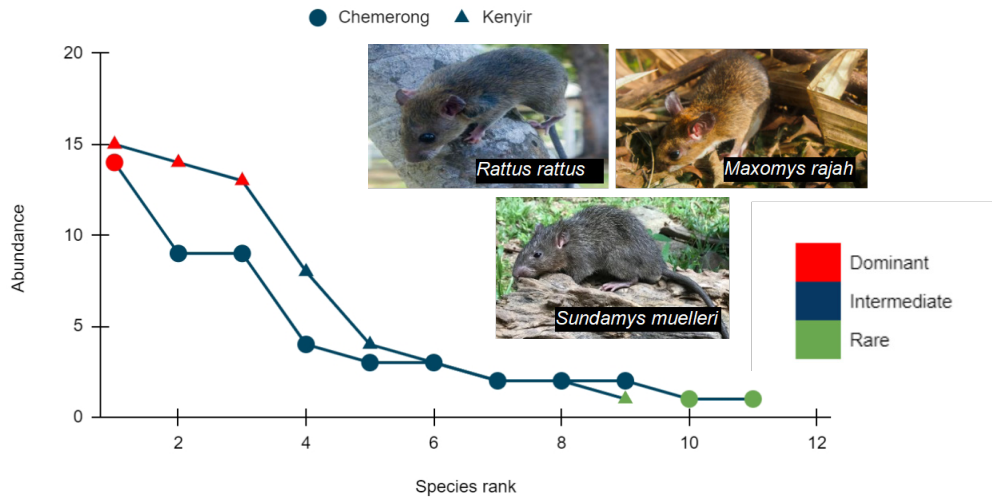 Chemerong Kenyir
20
15
10
5
0
Abundance
Rattus rattus
Maxomys rajah
Sundamys muelleri
Dominant
Intermediate
Rare
2 4 6 8 10 12
Species rank